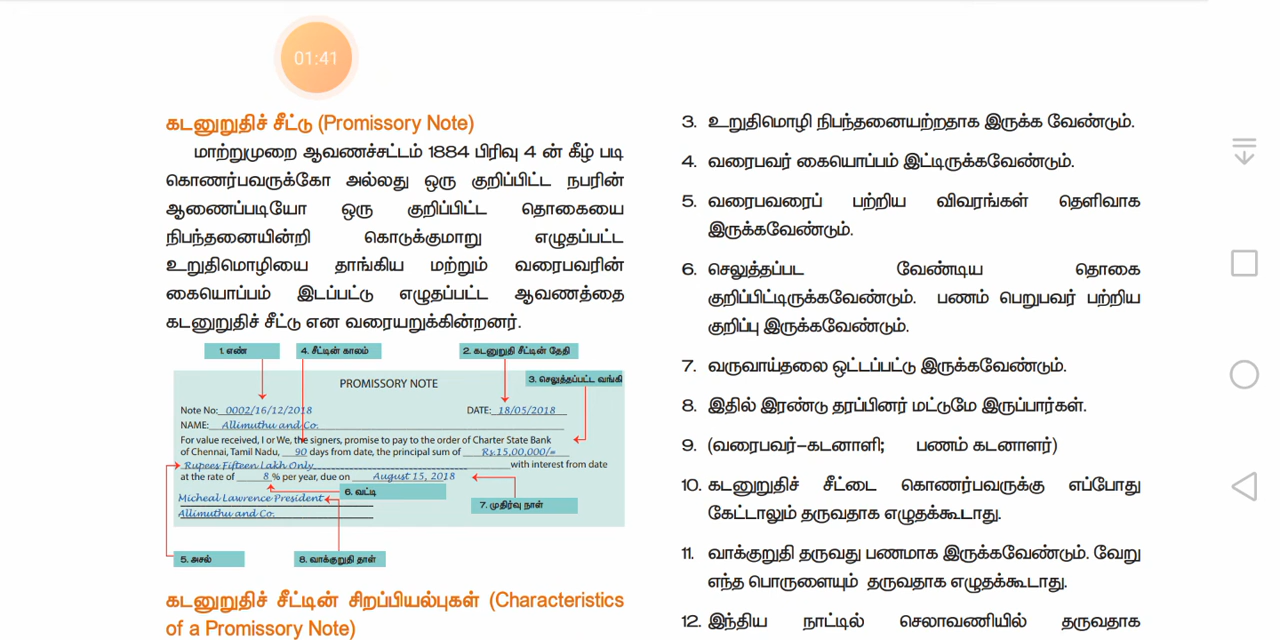 01:41
கடனுறுதிச் சீட்டு (Promissory Note)
மாற்றுமுறை ஆவணச்சட்டம் 1884 பிரிவு 4 ன் கீழ் படி
கொணர்பவருக்கோ அல்லது ஒரு குறிப்பிட்ட நபரின்
ஆணைப்படியோ ஒரு குறிப்பிட்ட தொகையை
நிபந்தனையின்றி கொடுக்குமாறு எழுதப்பட்ட
உறுதிமொழியை தாங்கிய மற்றும் வரைபவரின்
கையொப்பம் இடப்பட்டு எழுதப்பட்ட ஆவணத்தை
கடனுறுதிச் சீட்டு என வரையறுக்கின்றனர்.
1. எண்
4. சீட்டின் காலம்
2. கடனுறுதி சீட்டின் தேதி
3. செலுத்தப்பட்ட வங்கி
PROMISSORY NOTE
Note No: 0002/16/12/2018 DATE: 18/05/2018
NAME: Allimuthu and Co.
For value received, I or We, the signers, promise to pay to the order of Charter State Bank
of Chennai, Tamil Nadu, 90 days from date, the principal sum of Rs.15,00,000/=
Rupees Fifteen Lakh Only with interest from date
at the rate of 8 % per year, due on August 15, 2018
6. வட்டி
Micheal Lawrence President
7. முதிர்வு நாள்
Allimuthu and Co.
5. அசல்
8. வாக்குறுதி தாள்
கடனுறுதிச் சீட்டின் சிறப்பியல்புகள் (Characteristics
of a Promissory Note)
3. உறுதிமொழி நிபந்தனையற்றதாக இருக்க வேண்டும்.
4. வரைபவர் கையொப்பம் இட்டிருக்கவேண்டும்.
5. வரைபவரைப் பற்றிய விவரங்கள் தெளிவாக
இருக்கவேண்டும்.
6. செலுத்தப்பட வேண்டிய தொகை
குறிப்பிட்டிருக்கவேண்டும். பணம் பெறுபவர் பற்றிய
குறிப்பு இருக்கவேண்டும்.
7. வருவாய்தலை ஒட்டப்பட்டு இருக்கவேண்டும்.
8. இதில் இரண்டு தரப்பினர் மட்டுமே இருப்பார்கள்.
9. (வரைபவர்–கடனாளி; பணம் கடனாளர்)
10. கடனுறுதிச் சீட்டை கொணர்பவருக்கு எப்போது
கேட்டாலும் தருவதாக எழுதக்கூடாது.
11. வாக்குறுதி தருவது பணமாக இருக்கவேண்டும். வேறு
எந்த பொருளையும் தருவதாக எழுதக்கூடாது.
12. இந்திய நாட்டில் செலாவணியில் தருவதாக